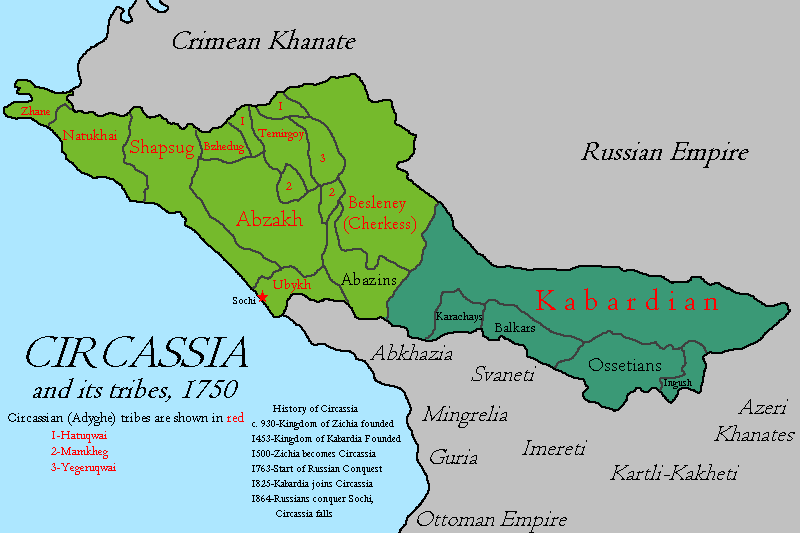 Crimean Khanate
Russian Empire
Zhane
Natukhai
Shapsug
Bzhedug
1
1
Temirgoy
3
2
2
Besleney
(Cherkess)
Abzakh
Ubykh
Abazins
Sochi
Kabardian
Karachays
Balkars
Ossetians
Ingush
Abkhazia
Svaneti
Mingrelia
Guria
Imereti
Azeri
Khanates
Kartli-Kakheti
Ottoman Empire
CIRCASSIA
and its tribes, 1750
Circassian (Adyghe) tribes are shown in red
1-Hatuqwai
2-Mamkheg
3-Yegeruqwai
History of Circassia
c. 930-Kingdom of Zichia founded
1453-Kingdom of Kabardia Founded
1500-Zichia becomes Circassia
1763-Start of Russian Conquest
1825-Kabardia joins Circassia
1864-Russians conquer Sochi,
Circassia falls